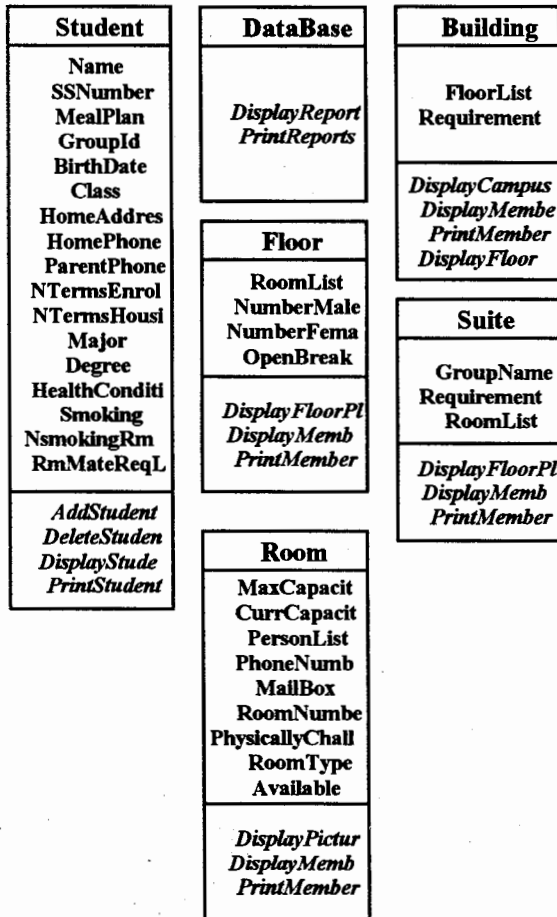 Student
Name
SSNumber
MealPlan
GroupId
BirthDate
Class
HomeAddres
HomePhone
ParentPhone
NTermsEnrol
NTermsHousi
Major
Degree
HealthConditi
Smoking
NsmokingRm
RmMateReqL
AddStudent
DeleteStuden
DisplayStude
PrintStudent
DataBase
DisplayReport
PrintReports
Floor
RoomList
NumberMale
NumberFema
OpenBreak
DisplayFloorPl
DisplayMemb
PrintMember
Room
MaxCapacit
CurrCapacit
PersonList
PhoneNumb
MailBox
RoomNumbe
PhysicallyChall
RoomType
Available
DisplayPictur
DisplayMemb
PrintMember
Building
FloorList
Requirement
DisplayCampus
DisplayMembe
PrintMember
DisplayFloor
Suite
GroupName
Requirement
RoomList
DisplayFloorPl
DisplayMemb
PrintMember